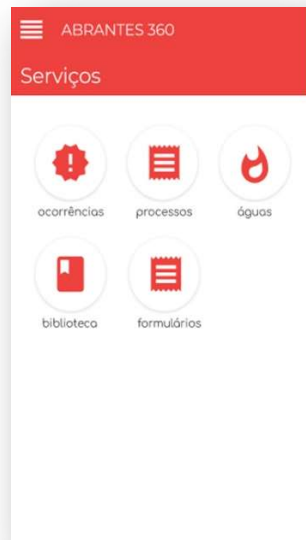 ABRANTES 360
Serviços
ocorrências processos águas
biblioteca formulários